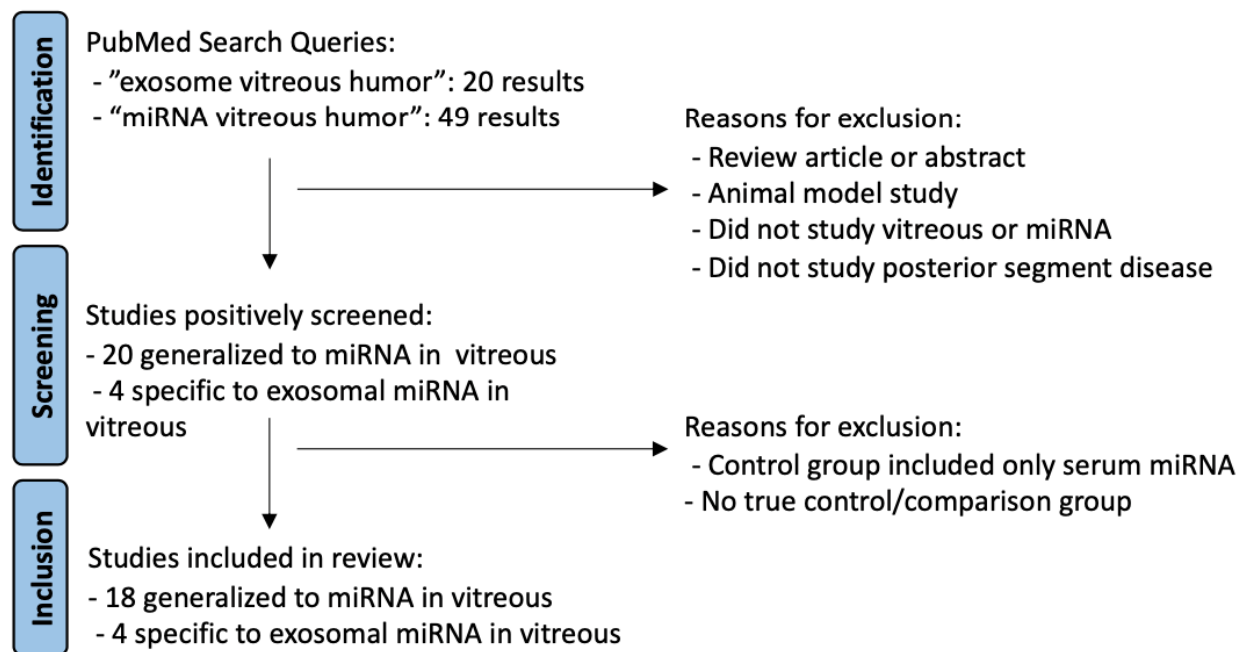 Identification
PubMed Search Queries:
- ”exosome vitreous humor”: 20 results
- “miRNA vitreous humor”: 49 results
Reasons for exclusion:
- Review article or abstract
- Animal model study
- Did not study vitreous or miRNA
- Did not study posterior segment disease
Screening
Studies positively screened:
- 20 generalized to miRNA in vitreous
- 4 specific to exosomal miRNA in
vitreous
Reasons for exclusion:
- Control group included only serum miRNA
- No true control/comparison group
Inclusion
Studies included in review:
- 18 generalized to miRNA in vitreous
- 4 specific to exosomal miRNA in vitreous